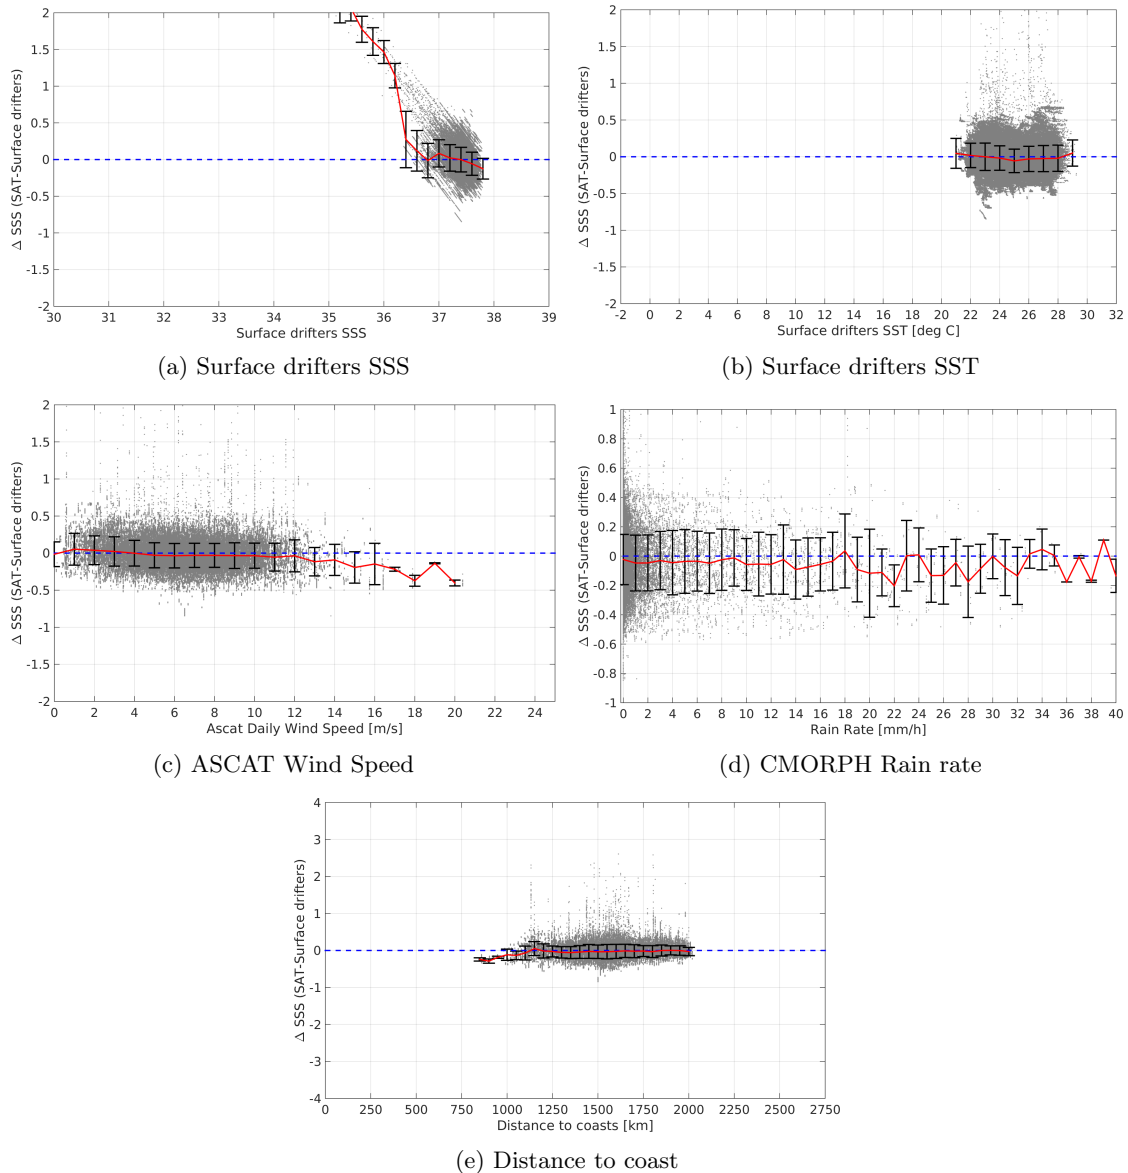 2
1.5
1
0.5
0
-0.5
-1
-1.5
-2
Δ SSS (SAT-Surface drifters)
30 31 32 33 34 35 36 37 38 39
Surface drifters SSS
(a) Surface drifters SSS
2
1.5
1
0.5
0
-0.5
-1
-1.5
-2
Δ SSS (SAT-Surface drifters)
-2 0 2 4 6 8 10 12 14 16 18 20 22 24 26 28 30 32
Surface drifters SST [deg C]
(b) Surface drifters SST
2
1.5
1
0.5
0
-0.5
-1
-1.5
-2
Δ SSS (SAT-Surface drifters)
0 2 4 6 8 10 12 14 16 18 20 22 24
Ascat Daily Wind Speed [m/s]
(c) ASCAT Wind Speed
1
0.8
0.6
0.4
0.2
0
-0.2
-0.4
-0.6
-0.8
-1
Δ SSS (SAT-Surface drifters)
0 2 4 6 8 10 12 14 16 18 20 22 24 26 28 30 32 34 36 38 40
Rain Rate [mm/h]
(d) CMORPH Rain rate
4
3
2
1
0
-1
-2
-3
-4
Δ SSS (SAT-Surface drifters)
0 250 500 750 1000 1250 1500 1750 2000 2250 2500 2750
Distance to coasts [km]
(e) Distance to coast